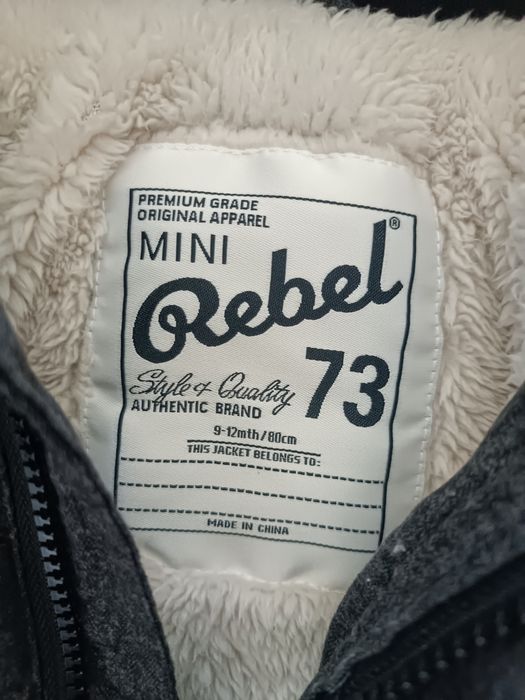 PREMIUM GRADE
ORIGINAL APPAREL
MINI
Rebel®
73
Style & Quality
AUTHENTIC BRAND
9-12mth/80cm
THIS JACKET BELONGS TO:
MADE IN CHINA